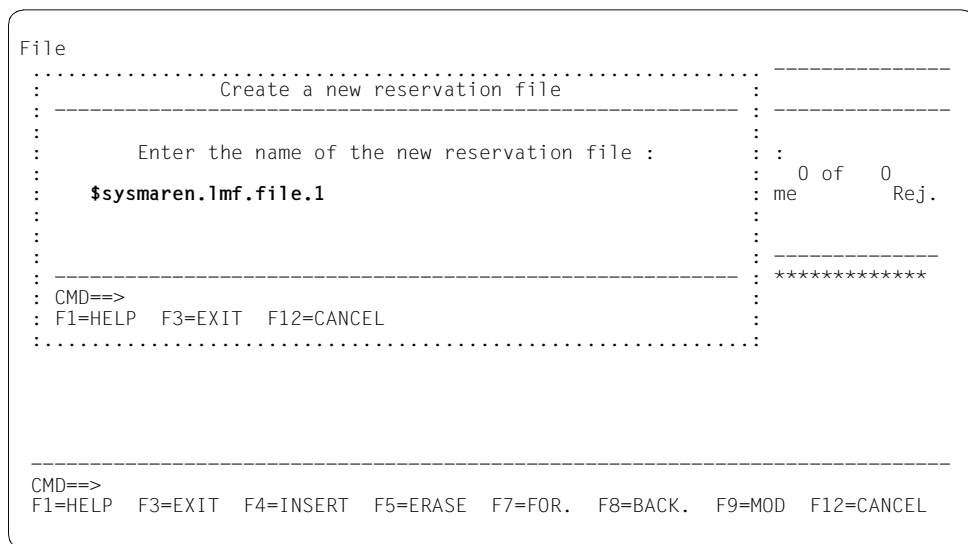 File
.............................................................. ---------------
: Create a new reservation file :
: ---------------------------------------------------------- : ---------------
: :
: Enter the name of the new reservation file : : :
: : 0 of 0
: $sysmaren.lmf.file.1 : me Rej.
: :
: :
: : --------------
: ---------------------------------------------------------- : *************
: CMD==> :
: F1=HELP F3=EXIT F12=CANCEL :
:............................................................:
------------------------------------------------------------------------------
CMD==>
F1=HELP F3=EXIT F4=INSERT F5=ERASE F7=FOR. F8=BACK. F9=MOD F12=CANCEL